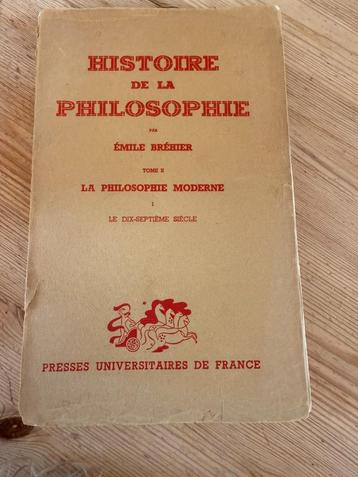 HISTOIRE
DE LA
PHILOSOPHIE
PAR
ÉMILE BRÉHIER
TOME II
LA PHILOSOPHIE MODERNE
I
LE DIX-SEPTIÈME SIÈCLE
PRESSES UNIVERSITAIRES DE FRANCE